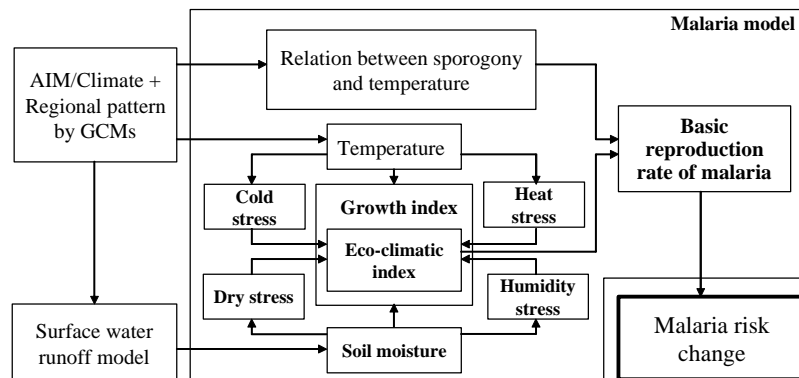 Malaria model
AIM/Climate +
Regional pattern
by GCMs
Relation between sporogony
and temperature
Temperature
Basic
reproduction
rate of malaria
Cold
stress
Growth index
Heat
stress
Eco-climatic
index
Dry stress
Humidity
stress
Surface water
runoff model
Soil moisture
Malaria risk
change